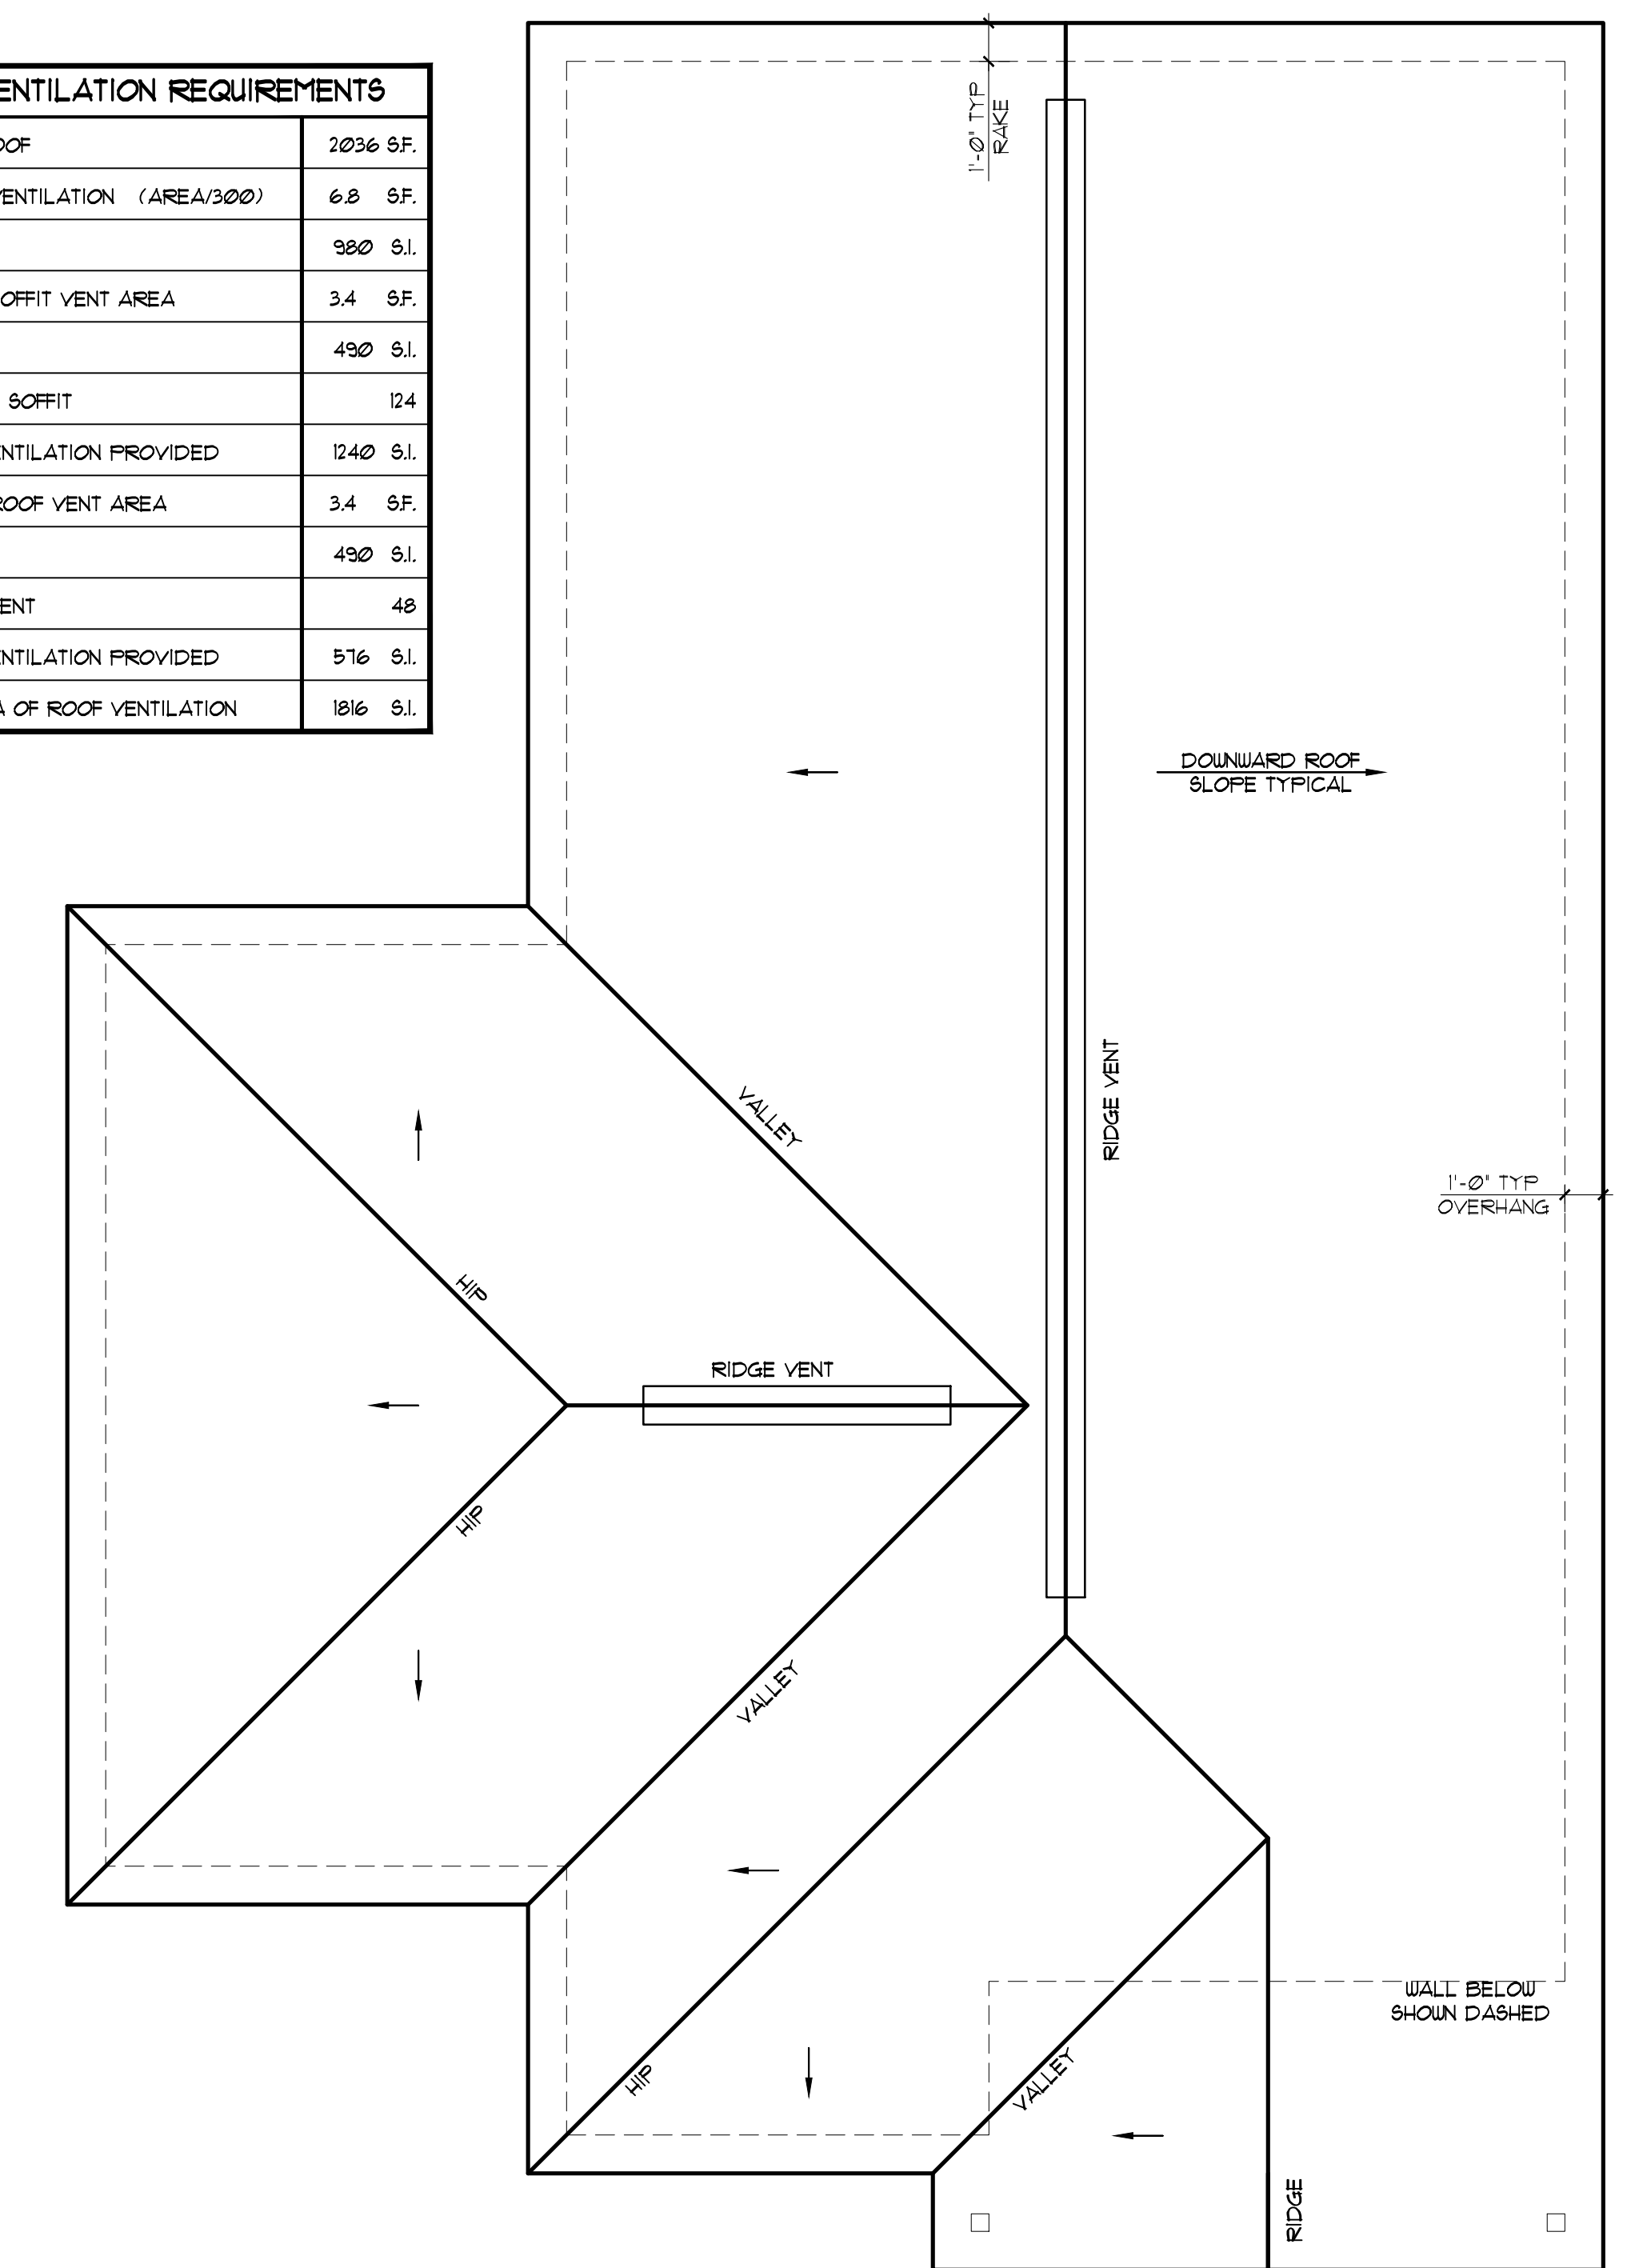 ENTILATION REQUIREMENTS
OOF 2036 S.F.
VENTILATION (AREA/300) 6.8 S.F.
980 S.I.
OFFIT VENT AREA 3.4 S.F.
490 S.I.
SOFFIT 124
NTILATION PROVIDED 1240 S.I.
ROOF VENT AREA 3.4 S.F.
490 S.I.
ENT 48
NTILATION PROVIDED 576 S.I.
A OF ROOF VENTILATION 1816 S.I.
1'-0" TYP
RAKE
DOWNWARD ROOF
SLOPE TYPICAL
RIDGE VENT
VALLEY
1'-0" TYP
OVERHANG
HIP
RIDGE VENT
HIP
VALLEY
WALL BELOW
SHOWN DASHED
HIP
VALLEY
RIDGE